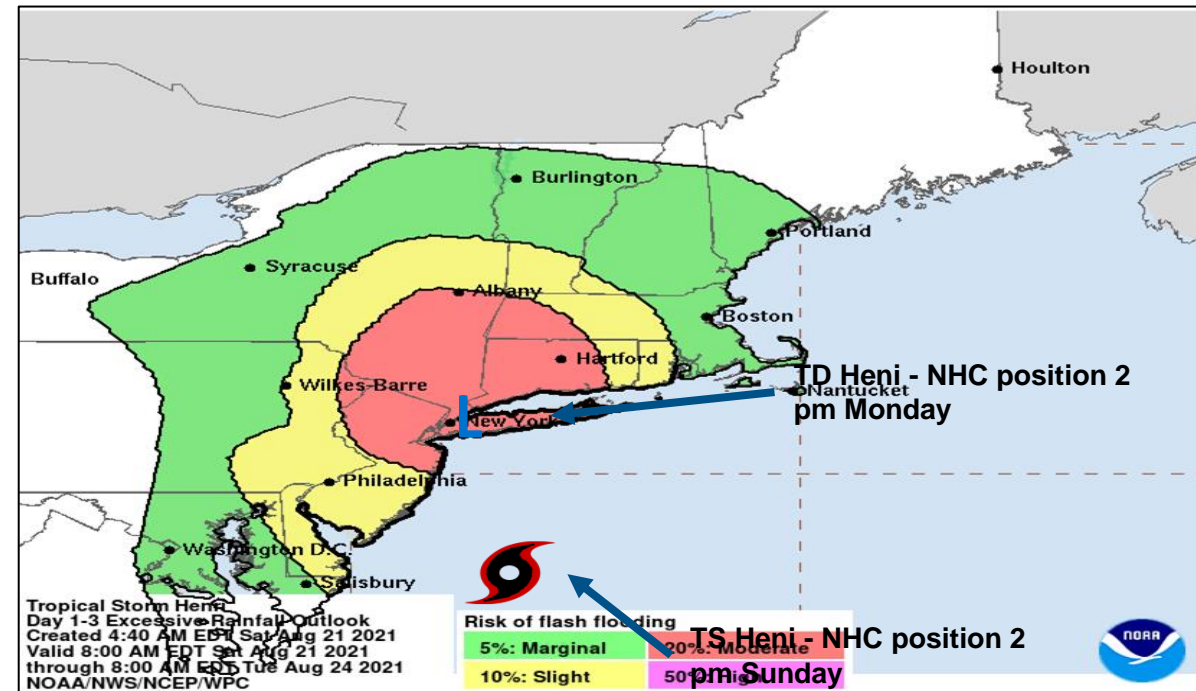 Houlton
Burlington
Portland
Syracuse
Buffalo
Albany
Boston
Hartford
TD Heni - NHC position 2
pm Monday
Nantucket
Wilkes-Barre
L
New York
Philadelphia
Washington D.C.
Salisbury
Tropical Storm Henri
Day 1-3 Excessive Rainfall Outlook
Created 4:40 AM EDT Sat Aug 21 2021
Valid 8:00 AM EDT Sat Aug 21 2021
through 8:00 AM EDT Tue Aug 24 2021
NOAA/NWS/NCEP/WPC
Risk of flash flooding
5%: Marginal
20%: Moderate
10%: Slight
50%: High
TS Heni - NHC position 2
pm Sunday
NOAA